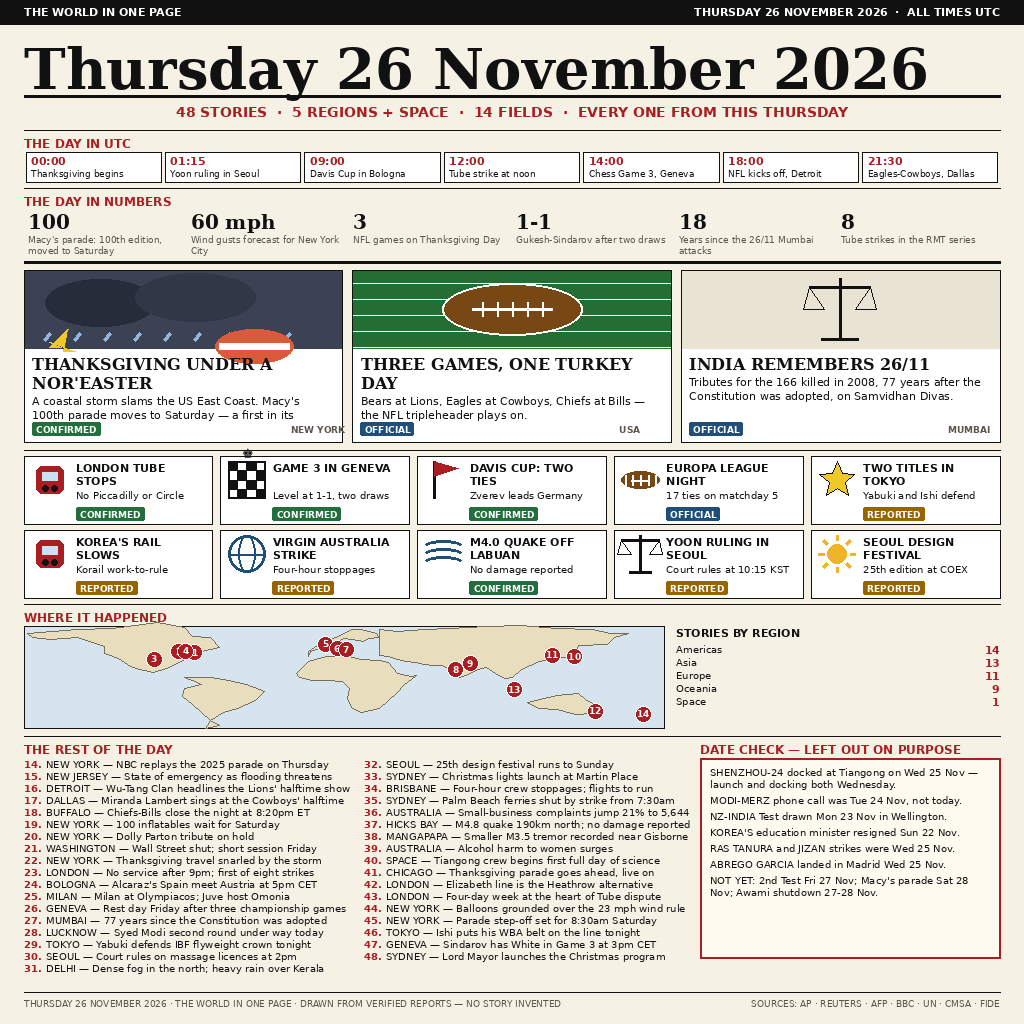 THE WORLD IN ONE PAGE
THURSDAY 26 NOVEMBER 2026 · ALL TIMES UTC
Thursday 26 November 2026
48 STORIES · 5 REGIONS + SPACE · 14 FIELDS · EVERY ONE FROM THIS THURSDAY
THE DAY IN UTC
00:00
Thanksgiving begins
01:15
Yoon ruling in Seoul
09:00
Davis Cup in Bologna
12:00
Tube strike at noon
14:00
Chess Game 3, Geneva
18:00
NFL kicks off, Detroit
21:30
Eagles-Cowboys, Dallas
THE DAY IN NUMBERS
100
Macy's parade: 100th edition,
moved to Saturday
60 mph
Wind gusts forecast for New York
City
3
NFL games on Thanksgiving Day
1-1
Gukesh-Sindarov after two draws
18
Years since the 26/11 Mumbai
attacks
8
Tube strikes in the RMT series
THANKSGIVING UNDER A
NOR'EASTER
A coastal storm slams the US East Coast. Macy's
100th parade moves to Saturday — a first in its
CONFIRMED
NEW YORK
THREE GAMES, ONE TURKEY
DAY
Bears at Lions, Eagles at Cowboys, Chiefs at Bills —
the NFL tripleheader plays on.
OFFICIAL
USA
INDIA REMEMBERS 26/11
Tributes for the 166 killed in 2008, 77 years after the
Constitution was adopted, on Samvidhan Divas.
OFFICIAL
MUMBAI
LONDON TUBE
STOPS
No Piccadilly or Circle
CONFIRMED
♚
GAME 3 IN GENEVA
Level at 1-1, two draws
CONFIRMED
DAVIS CUP: TWO
TIES
Zverev leads Germany
CONFIRMED
EUROPA LEAGUE
NIGHT
17 ties on matchday 5
OFFICIAL
TWO TITLES IN
TOKYO
Yabuki and Ishi defend
REPORTED
KOREA'S RAIL
SLOWS
Korail work-to-rule
REPORTED
VIRGIN AUSTRALIA
STRIKE
Four-hour stoppages
REPORTED
M4.0 QUAKE OFF
LABUAN
No damage reported
CONFIRMED
YOON RULING IN
SEOUL
Court rules at 10:15 KST
REPORTED
SEOUL DESIGN
FESTIVAL
25th edition at COEX
REPORTED
WHERE IT HAPPENED
3
4
1
5
6
7
8
9
11
10
13
12
14
STORIES BY REGION
Americas 14
Asia 13
Europe 11
Oceania 9
Space 1
THE REST OF THE DAY
14. NEW YORK — NBC replays the 2025 parade on Thursday
15. NEW JERSEY — State of emergency as flooding threatens
16. DETROIT — Wu-Tang Clan headlines the Lions' halftime show
17. DALLAS — Miranda Lambert sings at the Cowboys' halftime
18. BUFFALO — Chiefs-Bills close the night at 8:20pm ET
19. NEW YORK — 100 inflatables wait for Saturday
20. NEW YORK — Dolly Parton tribute on hold
21. WASHINGTON — Wall Street shut; short session Friday
22. NEW YORK — Thanksgiving travel snarled by the storm
23. LONDON — No service after 9pm; first of eight strikes
24. BOLOGNA — Alcaraz's Spain meet Austria at 5pm CET
25. MILAN — Milan at Olympiacos; Juve host Omonia
26. GENEVA — Rest day Friday after three championship games
27. MUMBAI — 77 years since the Constitution was adopted
28. LUCKNOW — Syed Modi second round under way today
29. TOKYO — Yabuki defends IBF flyweight crown tonight
30. SEOUL — Court rules on massage licences at 2pm
31. DELHI — Dense fog in the north; heavy rain over Kerala
32. SEOUL — 25th design festival runs to Sunday
33. SYDNEY — Christmas lights launch at Martin Place
34. BRISBANE — Four-hour crew stoppages; flights to run
35. SYDNEY — Palm Beach ferries shut by strike from 7:30am
36. AUSTRALIA — Small-business complaints jump 21% to 5,644
37. HICKS BAY — M4.8 quake 190km north; no damage reported
38. MANGAPAPA — Smaller M3.5 tremor recorded near Gisborne
39. AUSTRALIA — Alcohol harm to women surges
40. SPACE — Tiangong crew begins first full day of science
41. CHICAGO — Thanksgiving parade goes ahead, live on
42. LONDON — Elizabeth line is the Heathrow alternative
43. LONDON — Four-day week at the heart of Tube dispute
44. NEW YORK — Balloons grounded over the 23 mph wind rule
45. NEW YORK — Parade step-off set for 8:30am Saturday
46. TOKYO — Ishi puts his WBA belt on the line tonight
47. GENEVA — Sindarov has White in Game 3 at 3pm CET
48. SYDNEY — Lord Mayor launches the Christmas program
DATE CHECK — LEFT OUT ON PURPOSE
SHENZHOU-24 docked at Tiangong on Wed 25 Nov —
launch and docking both Wednesday.
MODI-MERZ phone call was Tue 24 Nov, not today.
NZ-INDIA Test drawn Mon 23 Nov in Wellington.
KOREA'S education minister resigned Sun 22 Nov.
RAS TANURA and JIZAN strikes were Wed 25 Nov.
ABREGO GARCIA landed in Madrid Wed 25 Nov.
NOT YET: 2nd Test Fri 27 Nov; Macy's parade Sat 28
Nov; Awami shutdown 27-28 Nov.
THURSDAY 26 NOVEMBER 2026 · THE WORLD IN ONE PAGE · DRAWN FROM VERIFIED REPORTS — NO STORY INVENTED
SOURCES: AP · REUTERS · AFP · BBC · UN · CMSA · FIDE